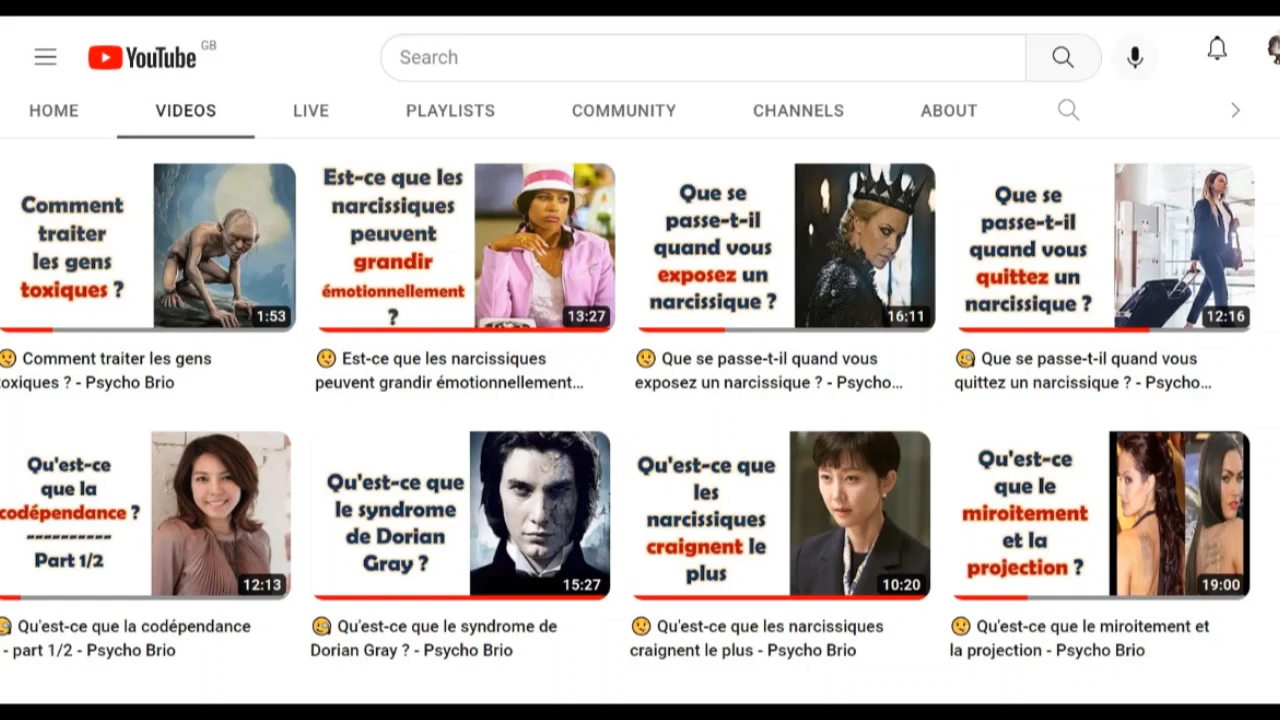 YouTube GB
Search
HOME VIDEOS LIVE PLAYLISTS COMMUNITY CHANNELS ABOUT
Comment
traiter
les gens
toxiques ?
1:53
Est-ce que les
narcissiques
peuvent
grandir
émotionnellement
?
13:27
Que se
passe-t-il
quand vous
exposez un
narcissique ?
16:11
Que se
passe-t-il
quand vous
quittez un
narcissique ?
12:16
Comment traiter les gens
oxiques ? - Psycho Brio
Est-ce que les narcissiques
peuvent grandir émotionnellement...
Que se passe-t-il quand vous
exposez un narcissique ? - Psycho...
Que se passe-t-il quand vous
quittez un narcissique ? - Psycho...
Qu'est-ce
que la
codépendance ?
----------
Part 1/2
12:13
Qu'est-ce que
le syndrome
de Dorian
Gray ?
15:27
Qu'est-ce que
les
narcissiques
craignent le
plus
10:20
Qu'est-ce
que le
miroitement
et la
projection ?
19:00
Qu'est-ce que la codépendance
- part 1/2 - Psycho Brio
Qu'est-ce que le syndrome de
Dorian Gray ? - Psycho Brio
Qu'est-ce que les narcissiques
craignent le plus - Psycho Brio
Qu'est-ce que le miroitement et
la projection - Psycho Brio